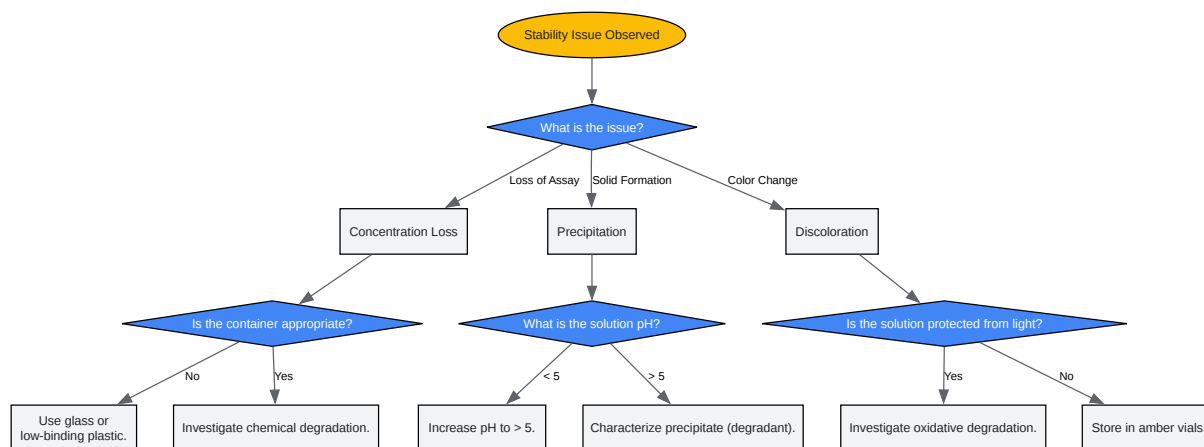 Stability Issue Observed
What is the issue?
Loss of Assay
Solid Formation
Color Change
Concentration Loss
Precipitation
Discoloration
Is the container appropriate?
What is the solution pH?
Is the solution protected from light?
No
Yes
< 5
> 5
Yes
No
Use glass or
low-binding plastic.
Investigate chemical degradation.
Increase pH to > 5.
Characterize precipitate (degradant).
Investigate oxidative degradation.
Store in amber vials.